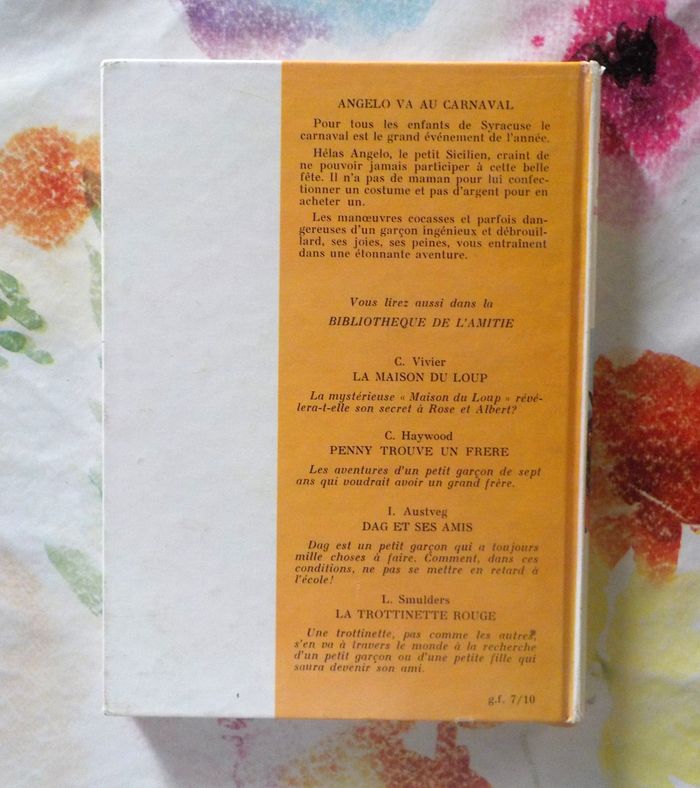 ANGELO VA AU CARNAVAL
Pour tous les enfants de Syracuse le
carnaval est le grand événement de l'année.
Hélas Angelo, le petit Sicilien, craint de
ne pouvoir jamais participer à cette belle
fête. Il n'a pas de maman pour lui confec-
tionner un costume et pas d'argent pour en
acheter un.
Les manœuvres cocasses et parfois dan-
gereuses d'un garçon ingénieux et débrouil-
lard, ses joies, ses peines, vous entraînent
dans une étonnante aventure.
Vous lirez aussi dans la
BIBLIOTHEQUE DE L'AMITIE
C. Vivier
LA MAISON DU LOUP
La mystérieuse « Maison du Loup » révé-
lera-t-elle son secret à Rose et Albert?
C. Haywood
PENNY TROUVE UN FRERE
Les aventures d'un petit garçon de sept
ans qui voudrait avoir un grand frère.
I. Austveg
DAG ET SES AMIS
Dag est un petit garçon qui a toujours
mille choses à faire. Comment, dans ces
conditions, ne pas se mettre en retard à
l'école!
L. Smulders
LA TROTTINETTE ROUGE
Une trottinette, pas comme les autres,
s'en va à travers le monde à la recherche
d'un petit garçon ou d'une petite fille qui
saura devenir son ami.
g.f. 7/10